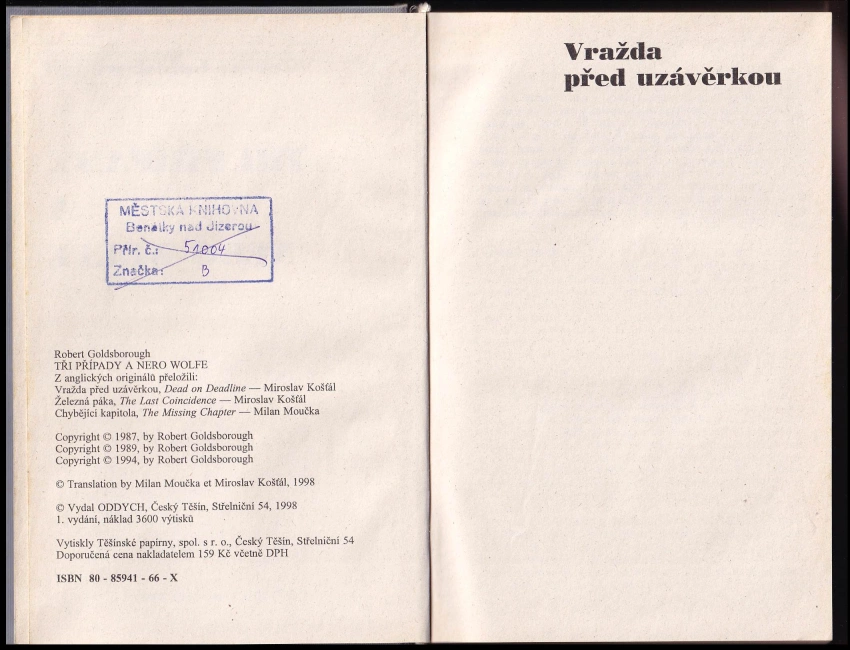 MĚSTSKÁ KNIHOVNA
Benátky nad Jizerou
Přír. č.: 51004
Značka: B
Robert Goldsborough
TŘI PŘÍPADY A NERO WOLFE
Z anglických originálů přeložili:
Vražda před uzávěrkou, Dead on Deadline — Miroslav Košťál
Železná páka, The Last Coincidence — Miroslav Košťál
Chybějící kapitola, The Missing Chapter — Milan Moučka
Copyright © 1987, by Robert Goldsborough
Copyright © 1989, by Robert Goldsborough
Copyright © 1994, by Robert Goldsborough
© Translation by Milan Moučka et Miroslav Košťál, 1998
© Vydal ODDYCH, Český Těšín, Střelniční 54, 1998
1. vydání, náklad 3600 výtisků
Vytiskly Těšínské papírny, spol. s r. o., Český Těšín, Střelniční 54
Doporučená cena nakladatelem 159 Kč včetně DPH
ISBN 80 - 85941 - 66 - X
Vražda
před uzávěrkou